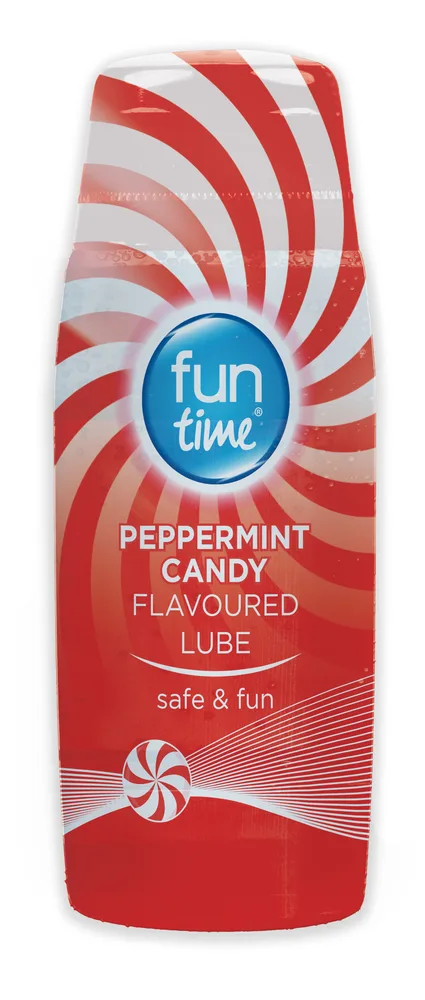 fun
time®
PEPPERMINT
CANDY
FLAVOURED
LUBE
safe & fun